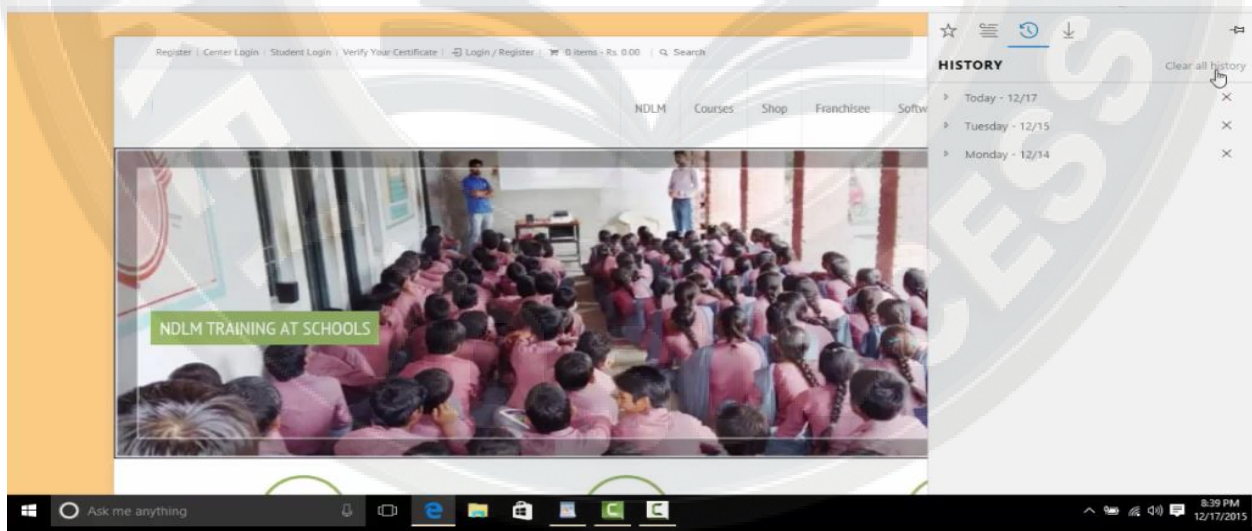 Register | Center Login | Student Login | Verify Your Certificate | Login / Register | 0 items - Rs. 0.00 | Search
NDLM Courses Shop Franchisee Softw
NDLM TRAINING AT SCHOOLS
HISTORY Clear all history
Today - 12/17
Tuesday - 12/15
Monday - 12/14
Ask me anything
8:39 PM
12/17/2015
CESS